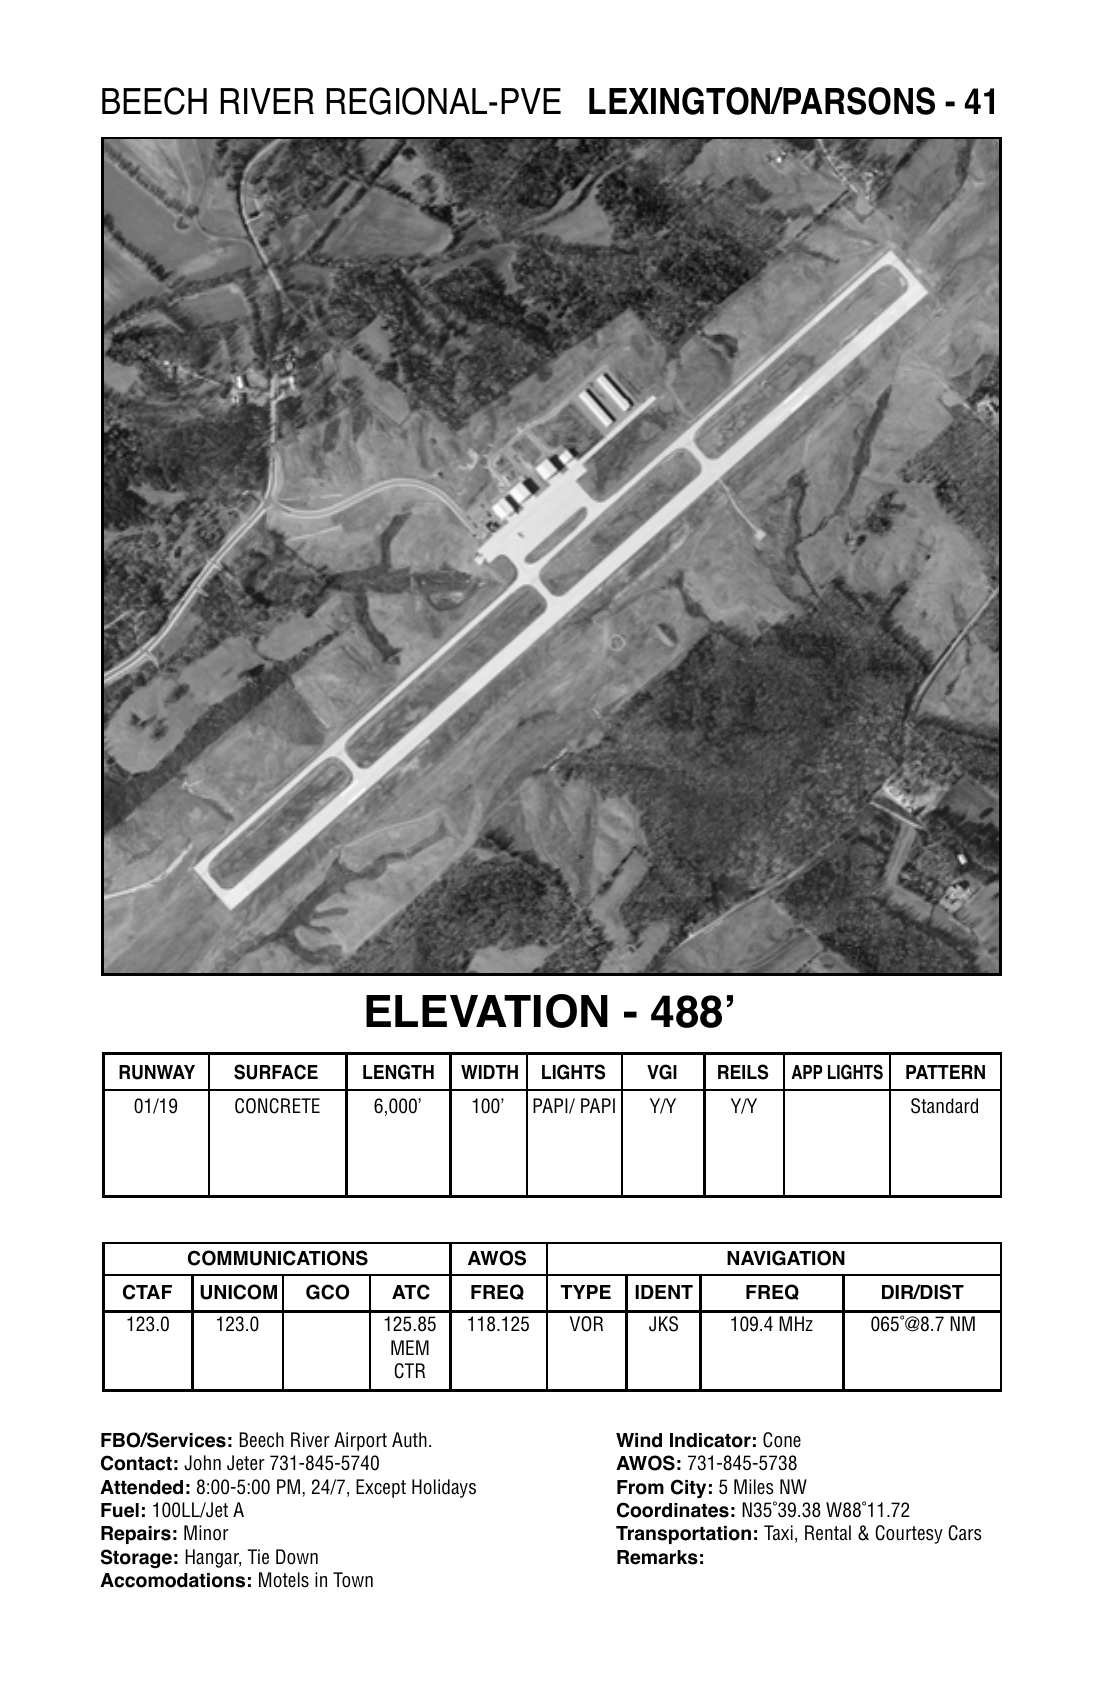 BEECH RIVER REGIONAL-PVE LEXINGTON/PARSONS - 41
ELEVATION - 488’
RUNWAY SURFACE LENGTH WIDTH LIGHTS VGI REILS APP LIGHTS PATTERN
01/19 CONCRETE 6,000’ 100’ PAPI/ PAPI Y/Y Y/Y Standard
COMMUNICATIONS AWOS NAVIGATION
CTAF UNICOM GCO ATC FREQ TYPE IDENT FREQ DIR/DIST
123.0 123.0 125.85 118.125 VOR JKS 109.4 MHz 065˚@8.7 NM
MEM
CTR
FBO/Services: Beech River Airport Auth.
Contact: John Jeter 731-845-5740
Attended: 8:00-5:00 PM, 24/7, Except Holidays
Fuel: 100LL/Jet A
Repairs: Minor
Storage: Hangar, Tie Down
Accomodations: Motels in Town
Wind Indicator: Cone
AWOS: 731-845-5738
From City: 5 Miles NW
Coordinates: N35˚39.38 W88˚11.72
Transportation: Taxi, Rental & Courtesy Cars
Remarks: